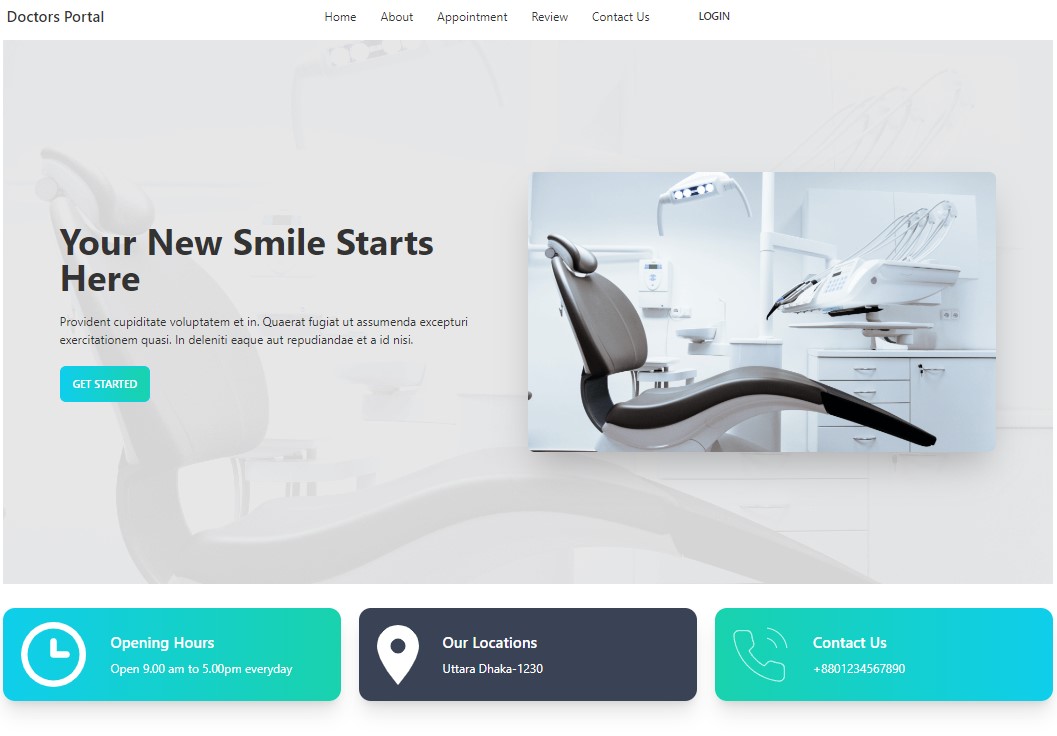 Doctors Portal
Home About Appointment Review Contact Us LOGIN
Your New Smile Starts
Here
Provident cupiditate voluptatem et in. Quaerat fugiat ut assumenda excepturi
exercitationem quasi. In deleniti eaque aut repudiandae et a id nisi.
GET STARTED
Opening Hours
Open 9.00 am to 5.00pm everyday
Our Locations
Uttara Dhaka-1230
Contact Us
+8801234567890